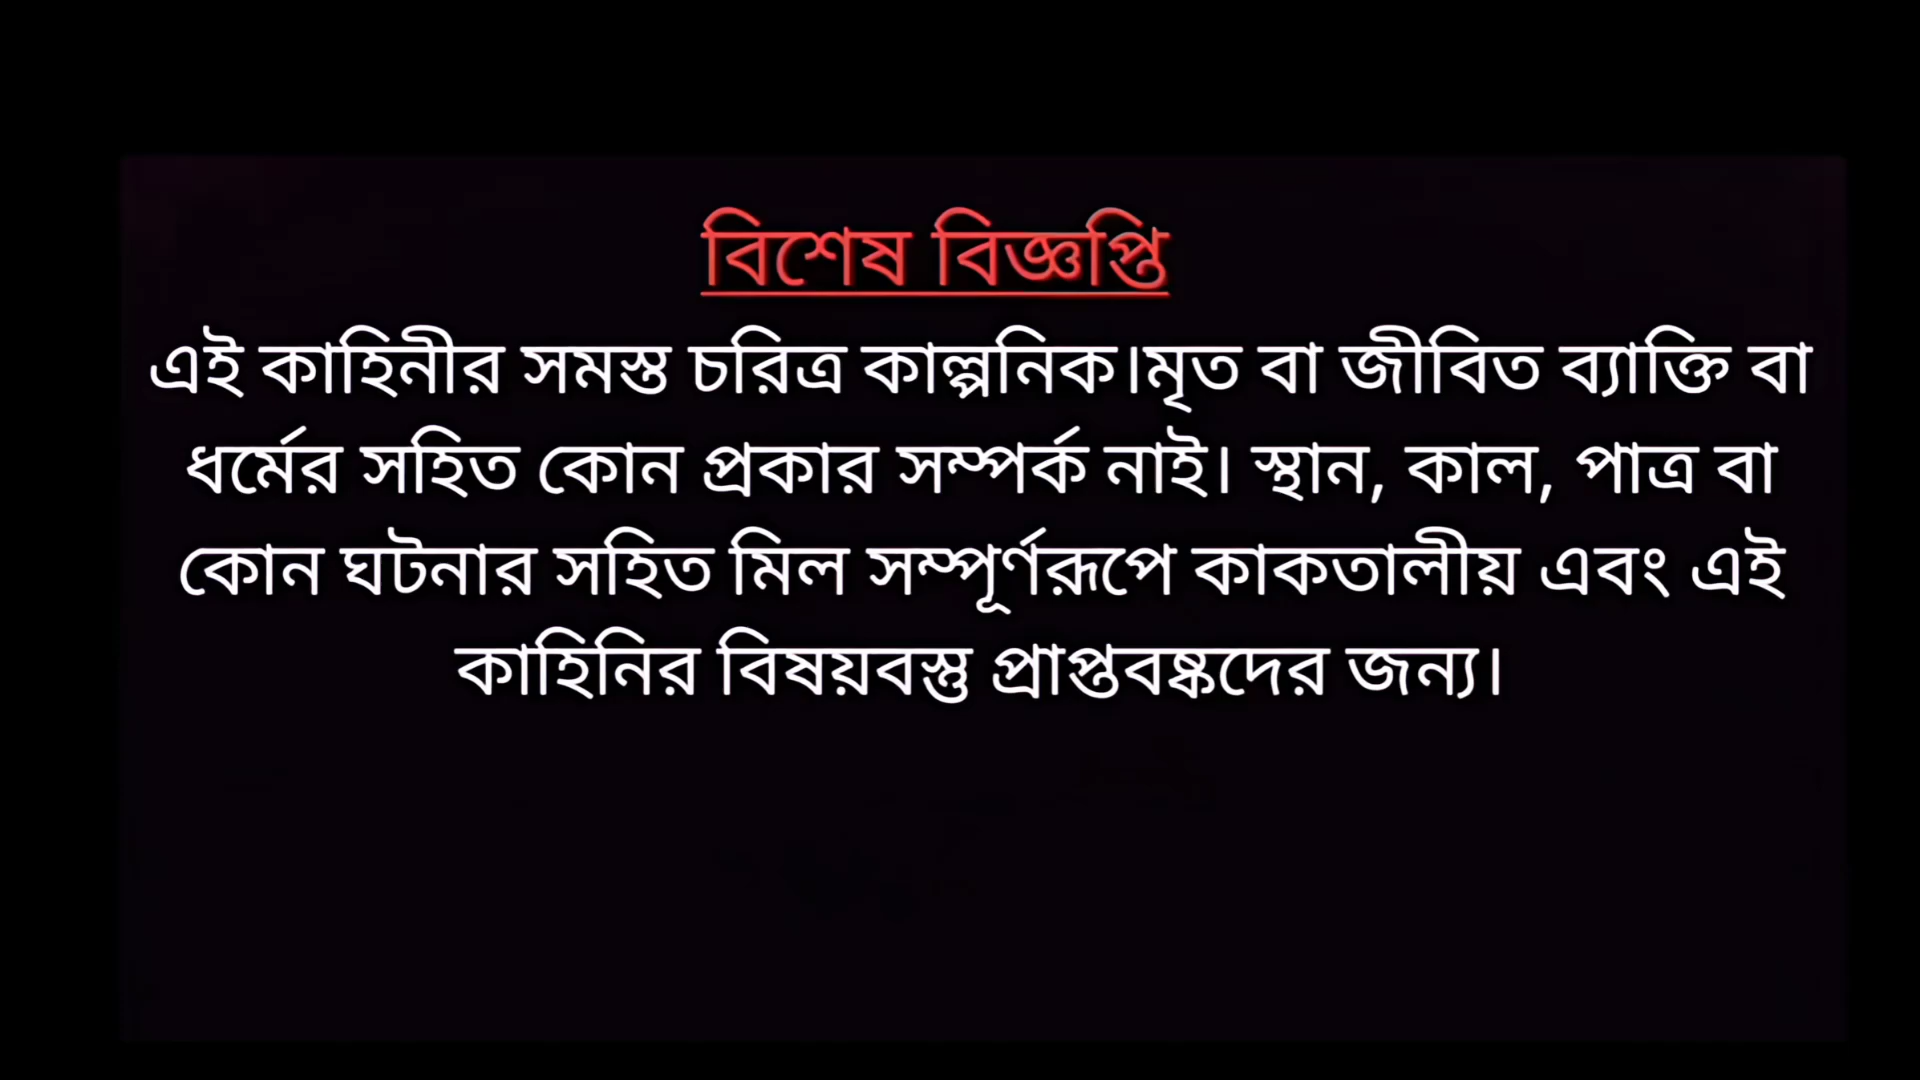 বিশেষ বিজ্ঞপ্তি
এই কাহিনীর সমস্ত চরিত্র কাল্পনিক।মৃত বা জীবিত ব্যাক্তি বা
ধর্মের সহিত কোন প্রকার সম্পর্ক নাই। স্থান, কাল, পাত্র বা
কোন ঘটনার সহিত মিল সম্পূর্ণরূপে কাকতালীয় এবং এই
কাহিনির বিষয়বস্তু প্রাপ্তবষ্কদের জন্য।